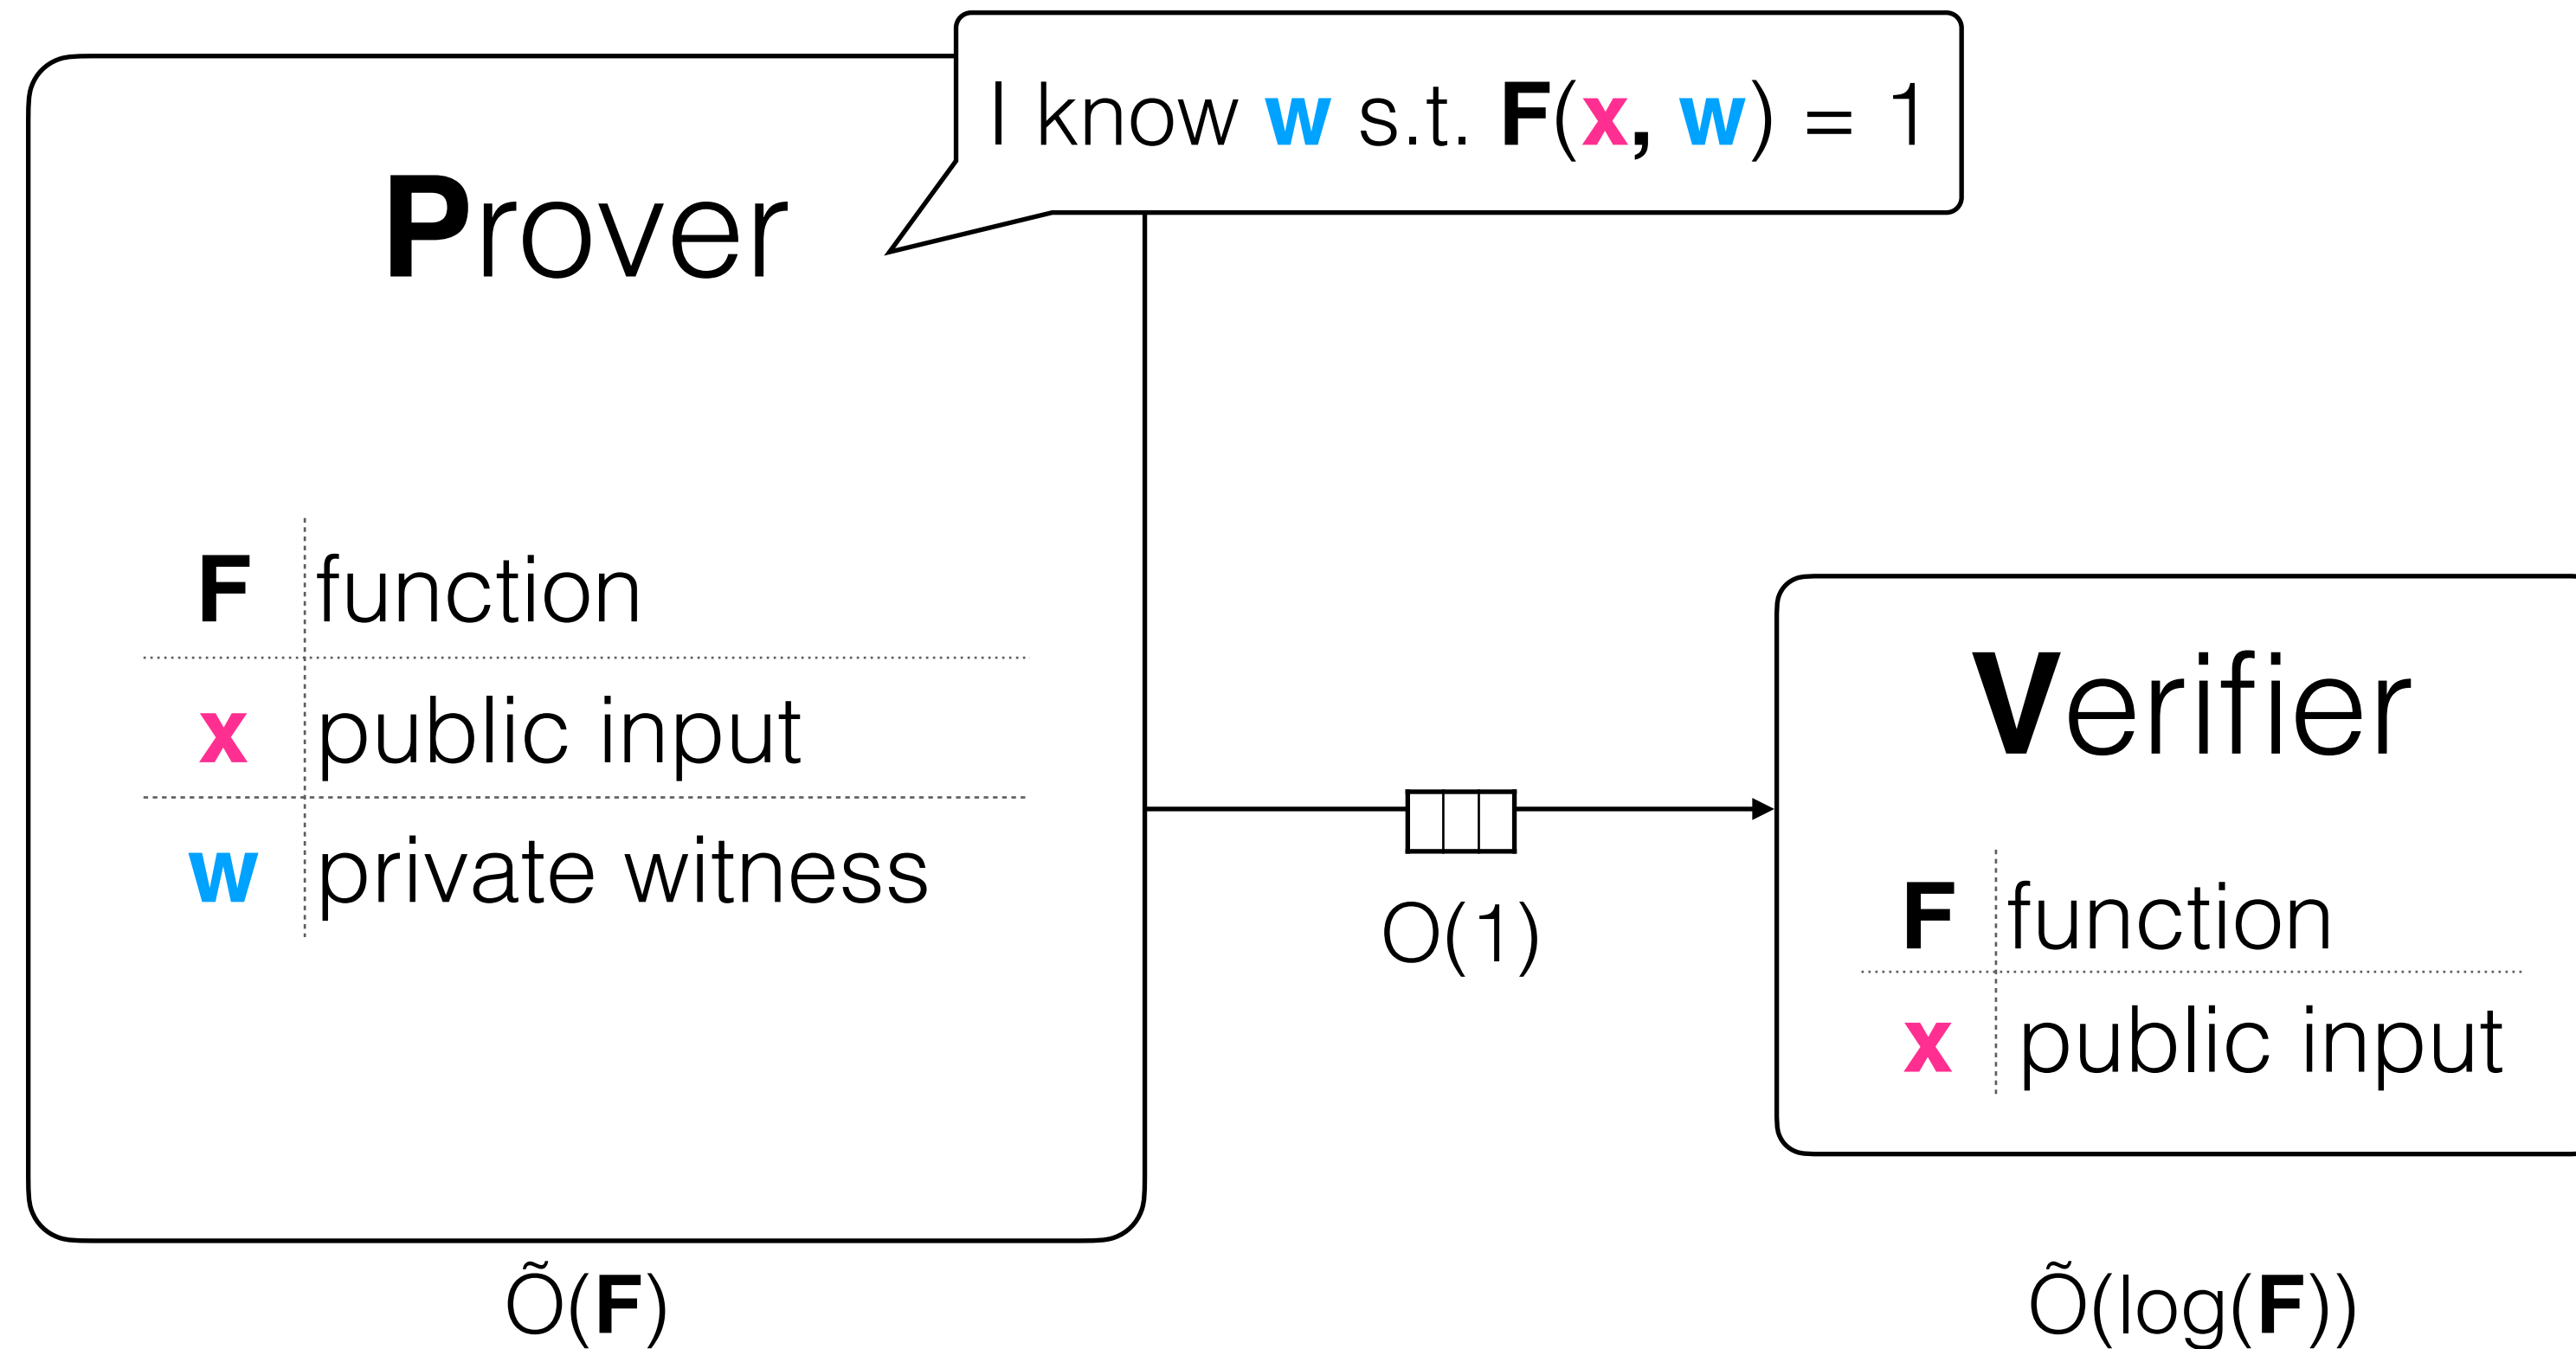 I know w s.t. F(x, w) = 1
Prover
F function
x public input
w private witness
Õ(F)
O(1)
Verifier
F function
x public input
Õ(log(F))